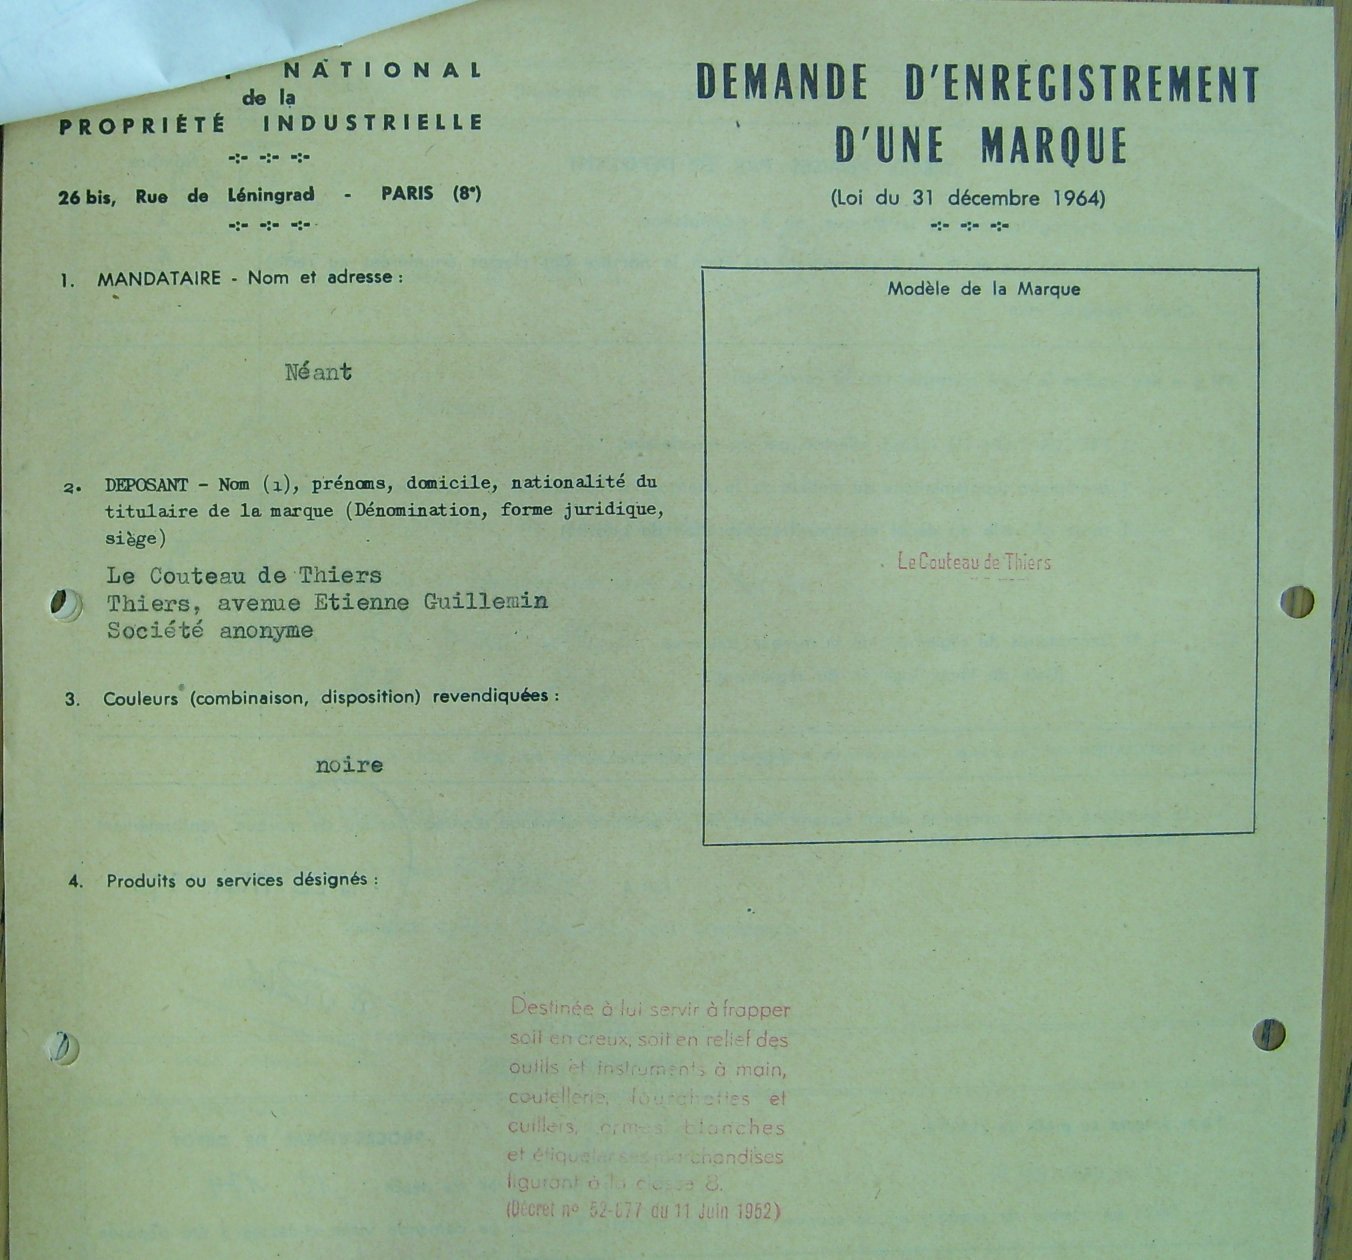 NATIONAL
de la
PROPRIÉTÉ INDUSTRIELLE
26 bis, Rue de Léningrad - PARIS (8e)
DEMANDE D'ENREGISTREMENT
D'UNE MARQUE
(Loi du 31 décembre 1964)
1. MANDATAIRE - Nom et adresse :
Néant
2. DEPOSANT - Nom (1), prénoms, domicile, nationalité du
titulaire de la marque (Dénomination, forme juridique,
siège)
Le Couteau de Thiers
Thiers, avenue Etienne Guillemin
Société anonyme
3. Couleurs (combinaison, disposition) revendiquées :
noire
Modèle de la Marque
Le Couteau de Thiers
4. Produits ou services désignés :
Destinée à lui servir à frapper
soit en creux, soit en relief des
outils et instruments à main,
coutellerie, fourchettes et
cuillers, armes blanches
et étiqueter ses marchandises
figurant à la classe 8.
(Décret nº du 11 Juin 1952)